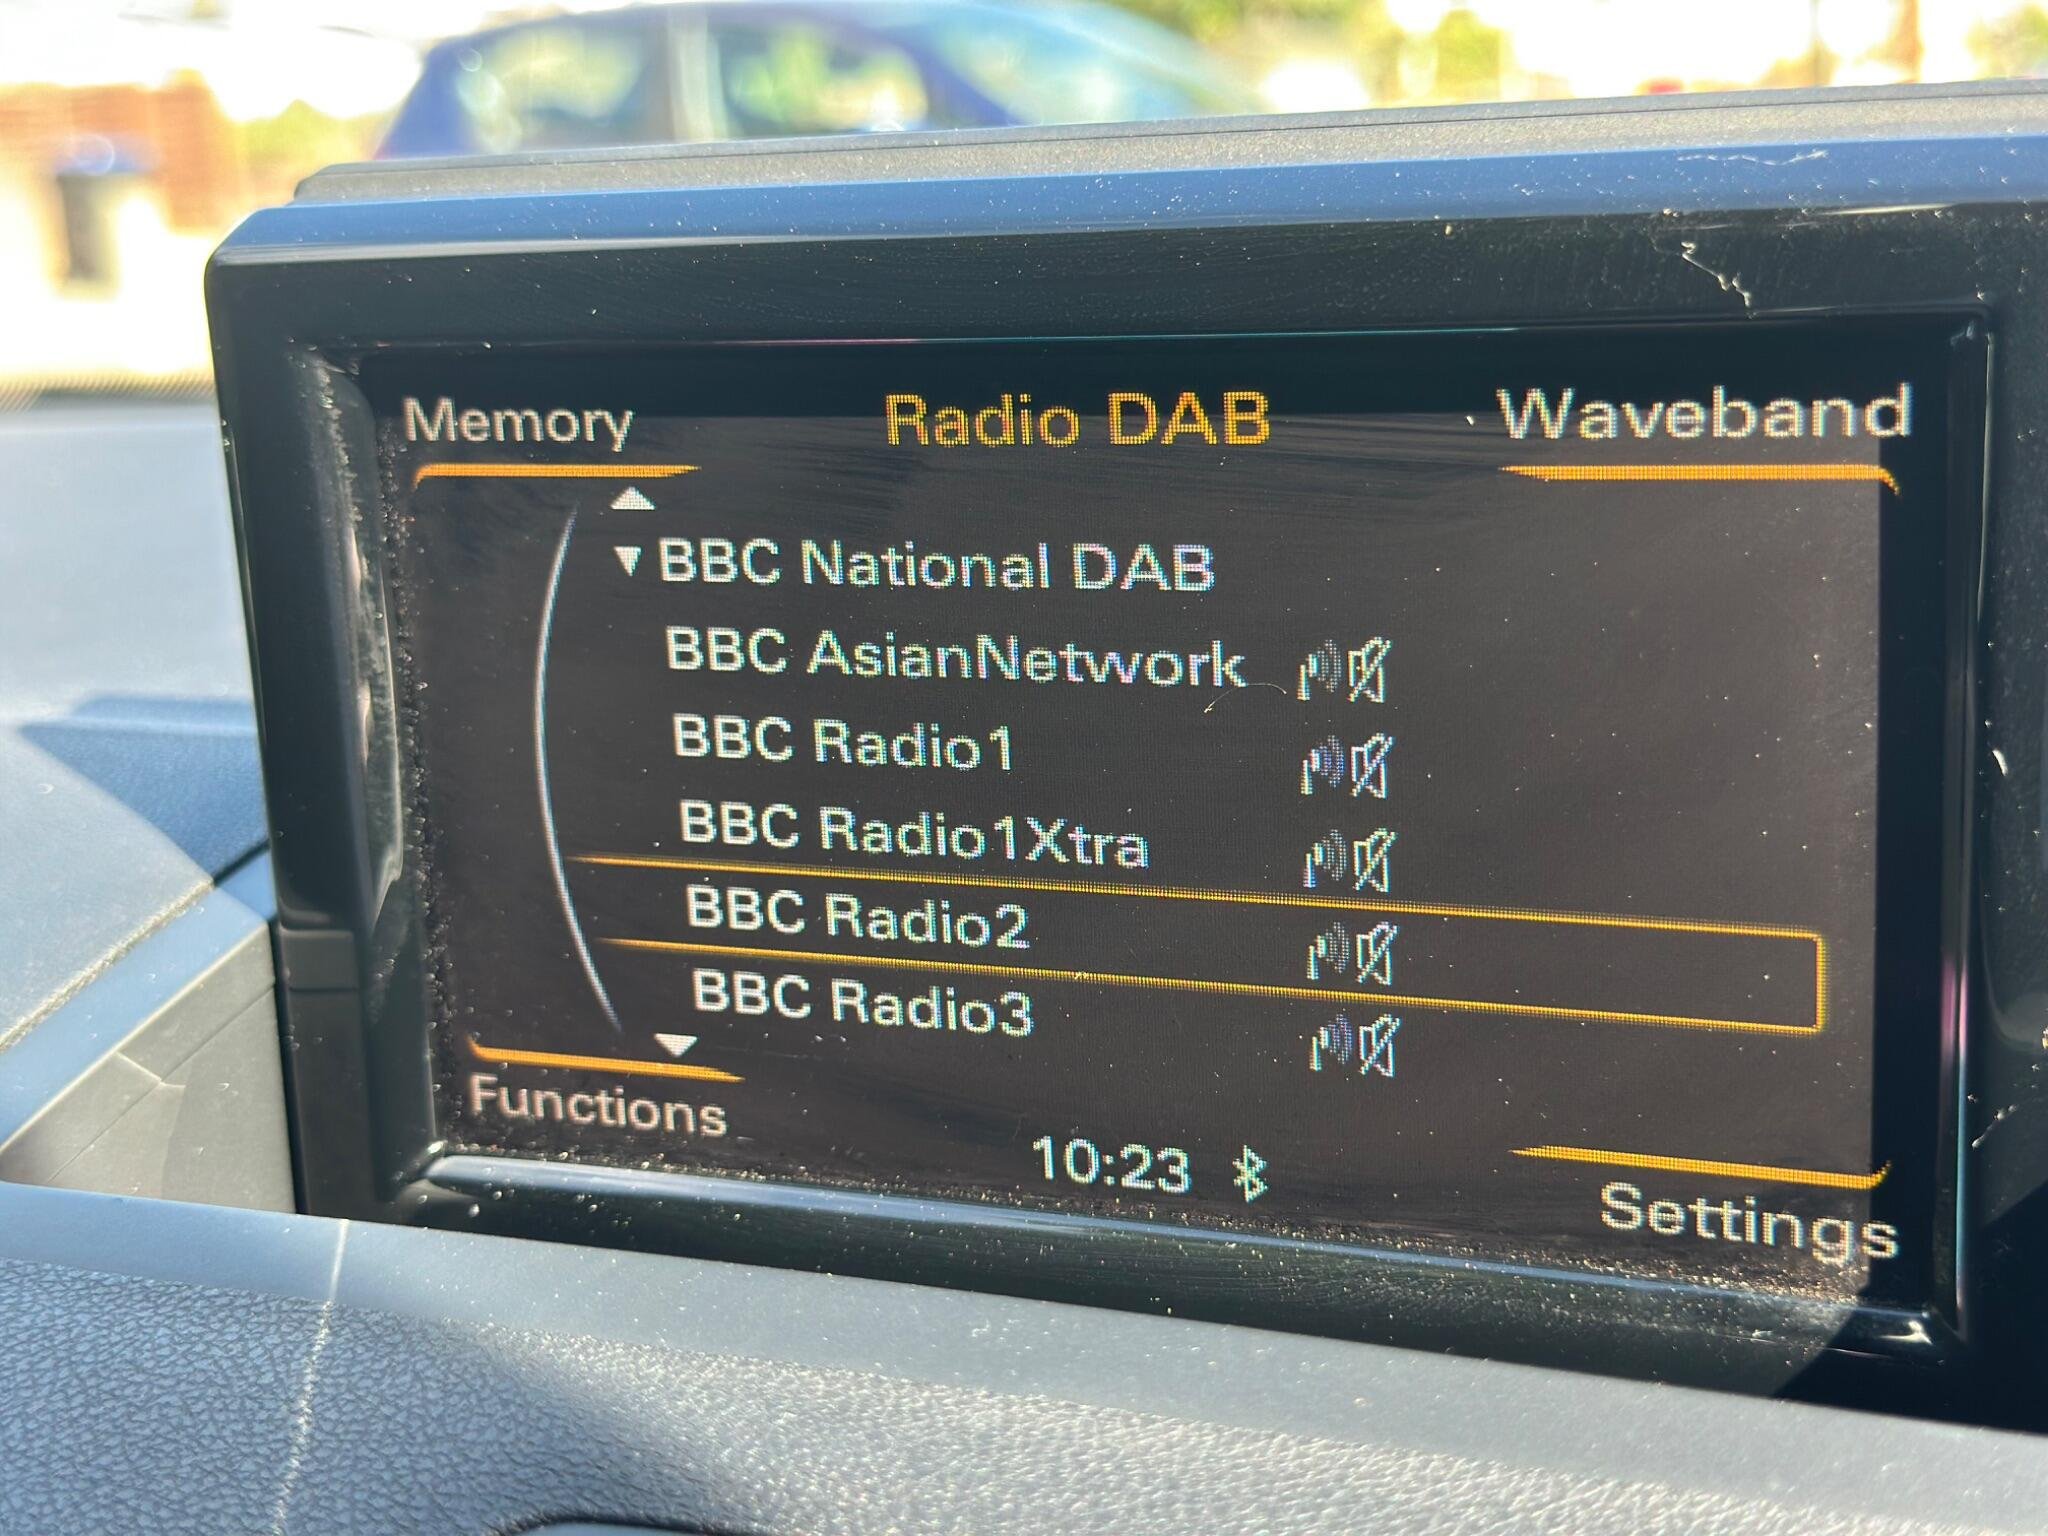 Memory
Radio DAB
Waveband
BBC National DAB
BBC AsianNetwork
BBC Radio1
BBC Radio1Xtra
BBC Radio2
BBC Radio3
Functions
10:23
Settings